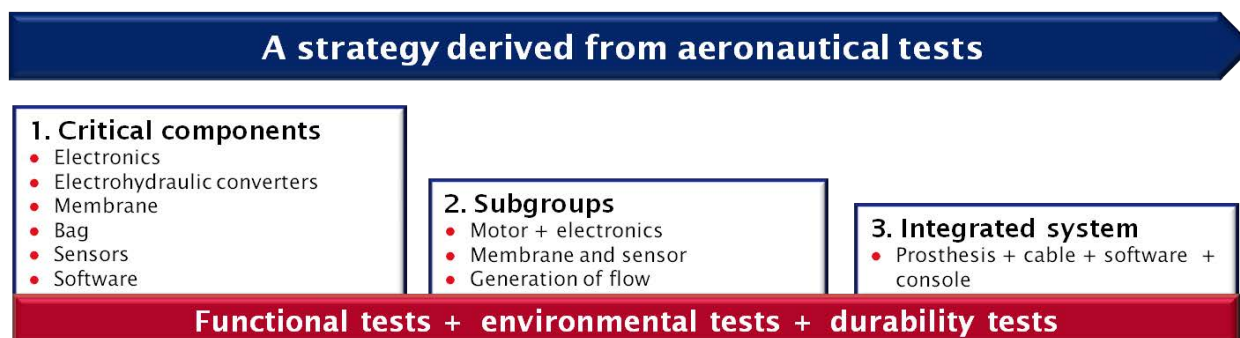 A strategy derived from aeronautical tests
1. Critical components
• Electronics
• Electrohydraulic converters
• Membrane
• Bag
• Sensors
• Software
2. Subgroups
• Motor + electronics
• Membrane and sensor
• Generation of flow
3. Integrated system
• Prosthesis + cable + software +
console
Functional tests + environmental tests + durability tests